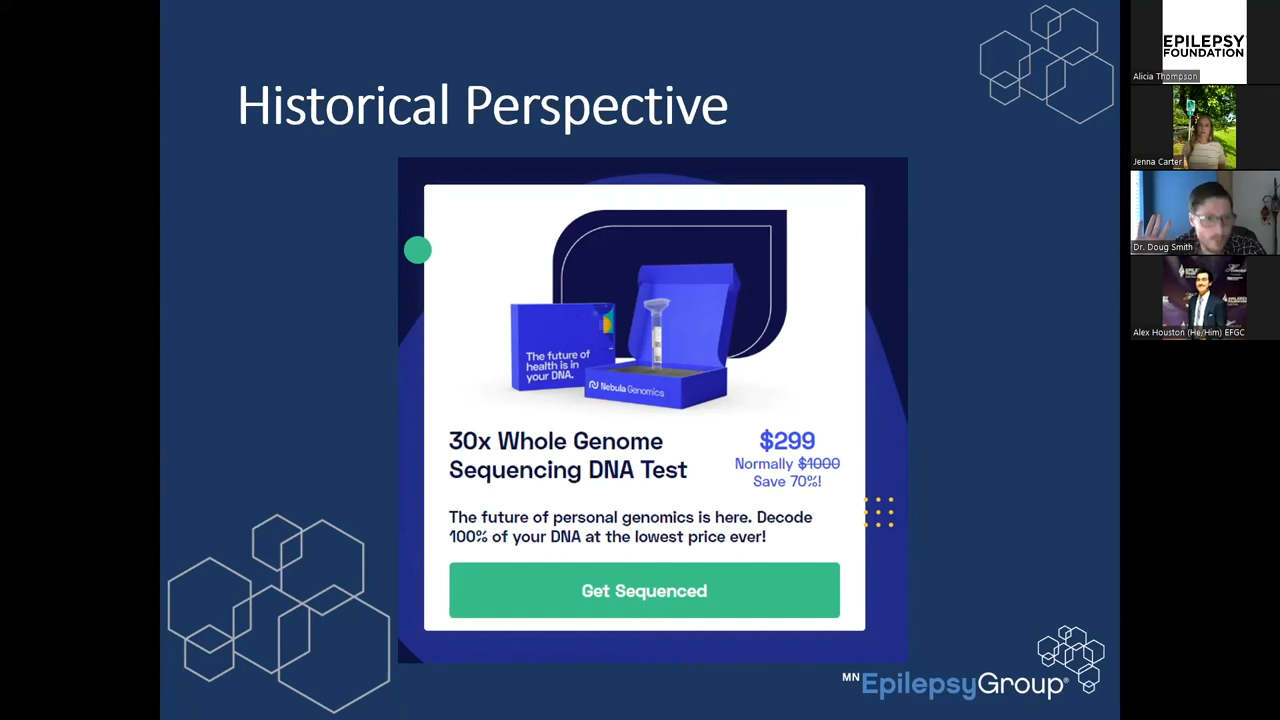 Historical Perspective
The future of
health is in
your DNA.
Nebula Genomics
30x Whole Genome
Sequencing DNA Test
$299
Normally $1000
Save 70%!
The future of personal genomics is here. Decode
100% of your DNA at the lowest price ever!
Get Sequenced
MN EpilepsyGroup®
EPILEPSY
FOUNDATION
Alicia Thompson
Jenna Carter
Dr. Doug Smith
Alex Houston (He/Him) EFGC